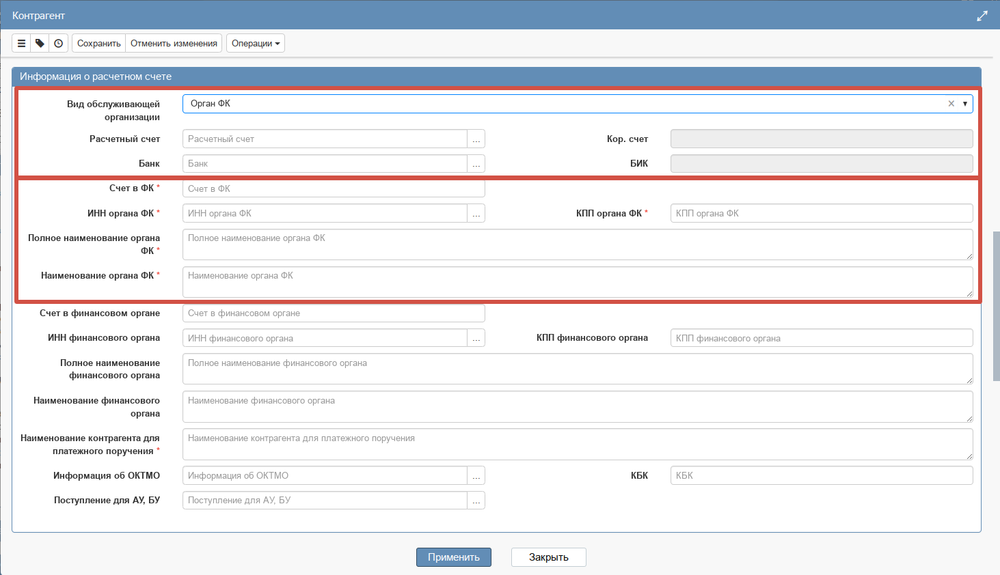 Контрагент
Сохранить Отменить изменения Операции
Информация о расчетном счете
Вид обслуживающей организации Орган ФК
Расчетный счет Расчетный счет ... Кор. счет
Банк Банк ... БИК
Счет в ФК * Счет в ФК
ИНН органа ФК * ИНН органа ФК ... КПП органа ФК * КПП органа ФК
Полное наименование органа ФК * Полное наименование органа ФК
Наименование органа ФК * Наименование органа ФК
Счет в финансовом органе Счет в финансовом органе
ИНН финансового органа ИНН финансового органа ... КПП финансового органа КПП финансового органа
Полное наименование финансового органа Полное наименование финансового органа
Наименование финансового органа Наименование финансового органа
Наименование контрагента для платежного поручения * Наименование контрагента для платежного поручения
Информация об ОКТМО Информация об ОКТМО ... КБК КБК
Поступление для АУ, БУ Поступление для АУ, БУ ...
Применить Закрыть